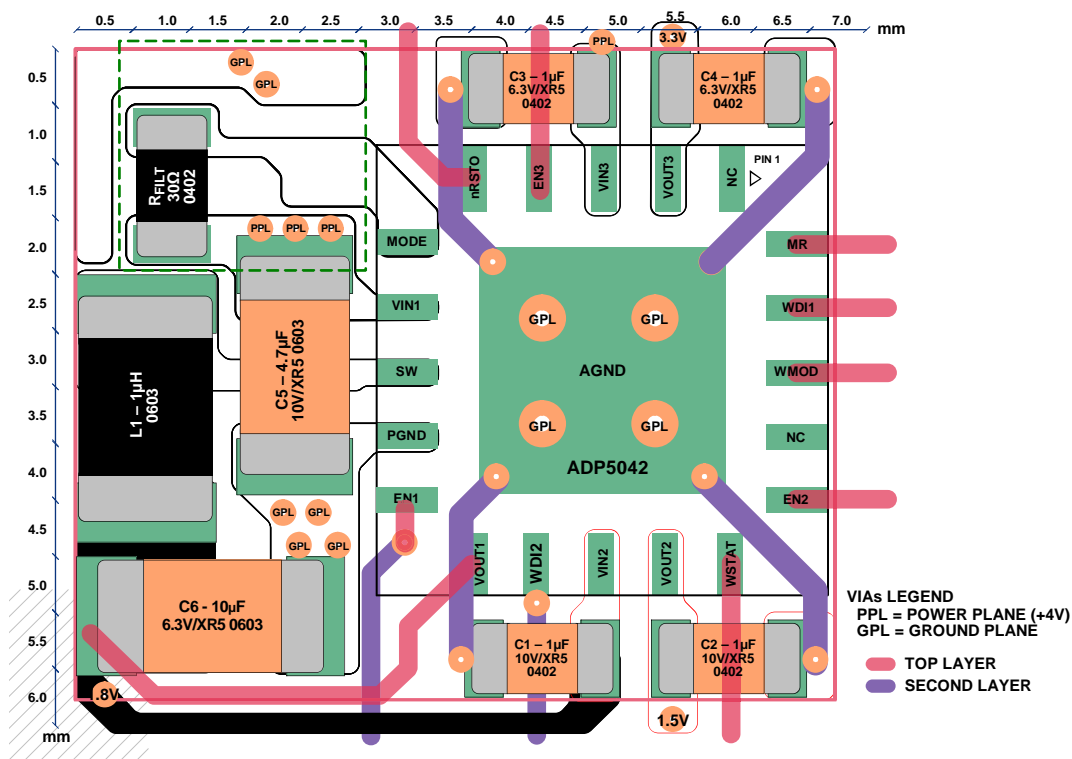 0.5 1.0 1.5 2.0 3.0 3.5 4.0 4.5 5.0 5.5 6.0 6.5 7.0
mm
0.5
1.0
1.5
2.0
2.5
3.0
3.5
4.0
4.5
5.0
5.5
6.0
mm
GPL
GPL
PPL
3.3V
C3 – 1µF
6.3V/XR5
0402
C4 – 1µF
6.3V/XR5
0402
RFILT
30Ω
0402
nRSTO
EN3
VIN3
VOUT3
NC
PIN 1
PPL PPL PPL
MODE
VIN1
SW
PGND
EN1
MR
WDI1
WMOD
NC
EN2
GPL GPL
AGND
GPL GPL
ADP5042
L1 – 1µH
0603
C5 – 4.7µF
10V/XR5 0603
GPL GPL
GPL GPL
VOUT1
WDI2
VIN2
VOUT2
WSTAT
C6 - 10µF
6.3V/XR5 0603
C1 – 1µF
10V/XR5
0402
C2 – 1µF
10V/XR5
0402
.8V
1.5V
VIAs LEGEND
PPL = POWER PLANE (+4V)
GPL = GROUND PLANE
TOP LAYER
SECOND LAYER